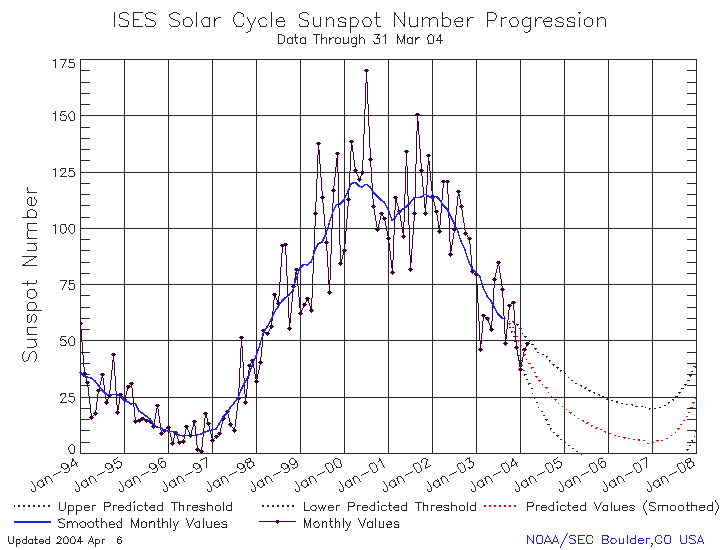 ISES Solar Cycle Sunspot Number Progression
Data Through 31 Mar 04
175
150
125
100
75
50
25
0
Sunspot Number
Jan-94 Jan-95 Jan-96 Jan-97 Jan-98 Jan-99 Jan-00 Jan-01 Jan-02 Jan-03 Jan-04 Jan-05 Jan-06 Jan-07 Jan-08
Upper Predicted Threshold Lower Predicted Threshold Predicted Values (Smoothed)
Smoothed Monthly Values Monthly Values
Updated 2004 Apr 6 NOAA/SEC Boulder,CO USA